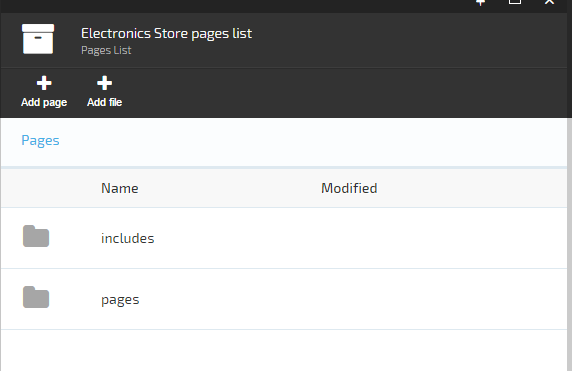 Electronics Store pages list
Pages List
Add page Add file
Pages
Name Modified
includes
pages